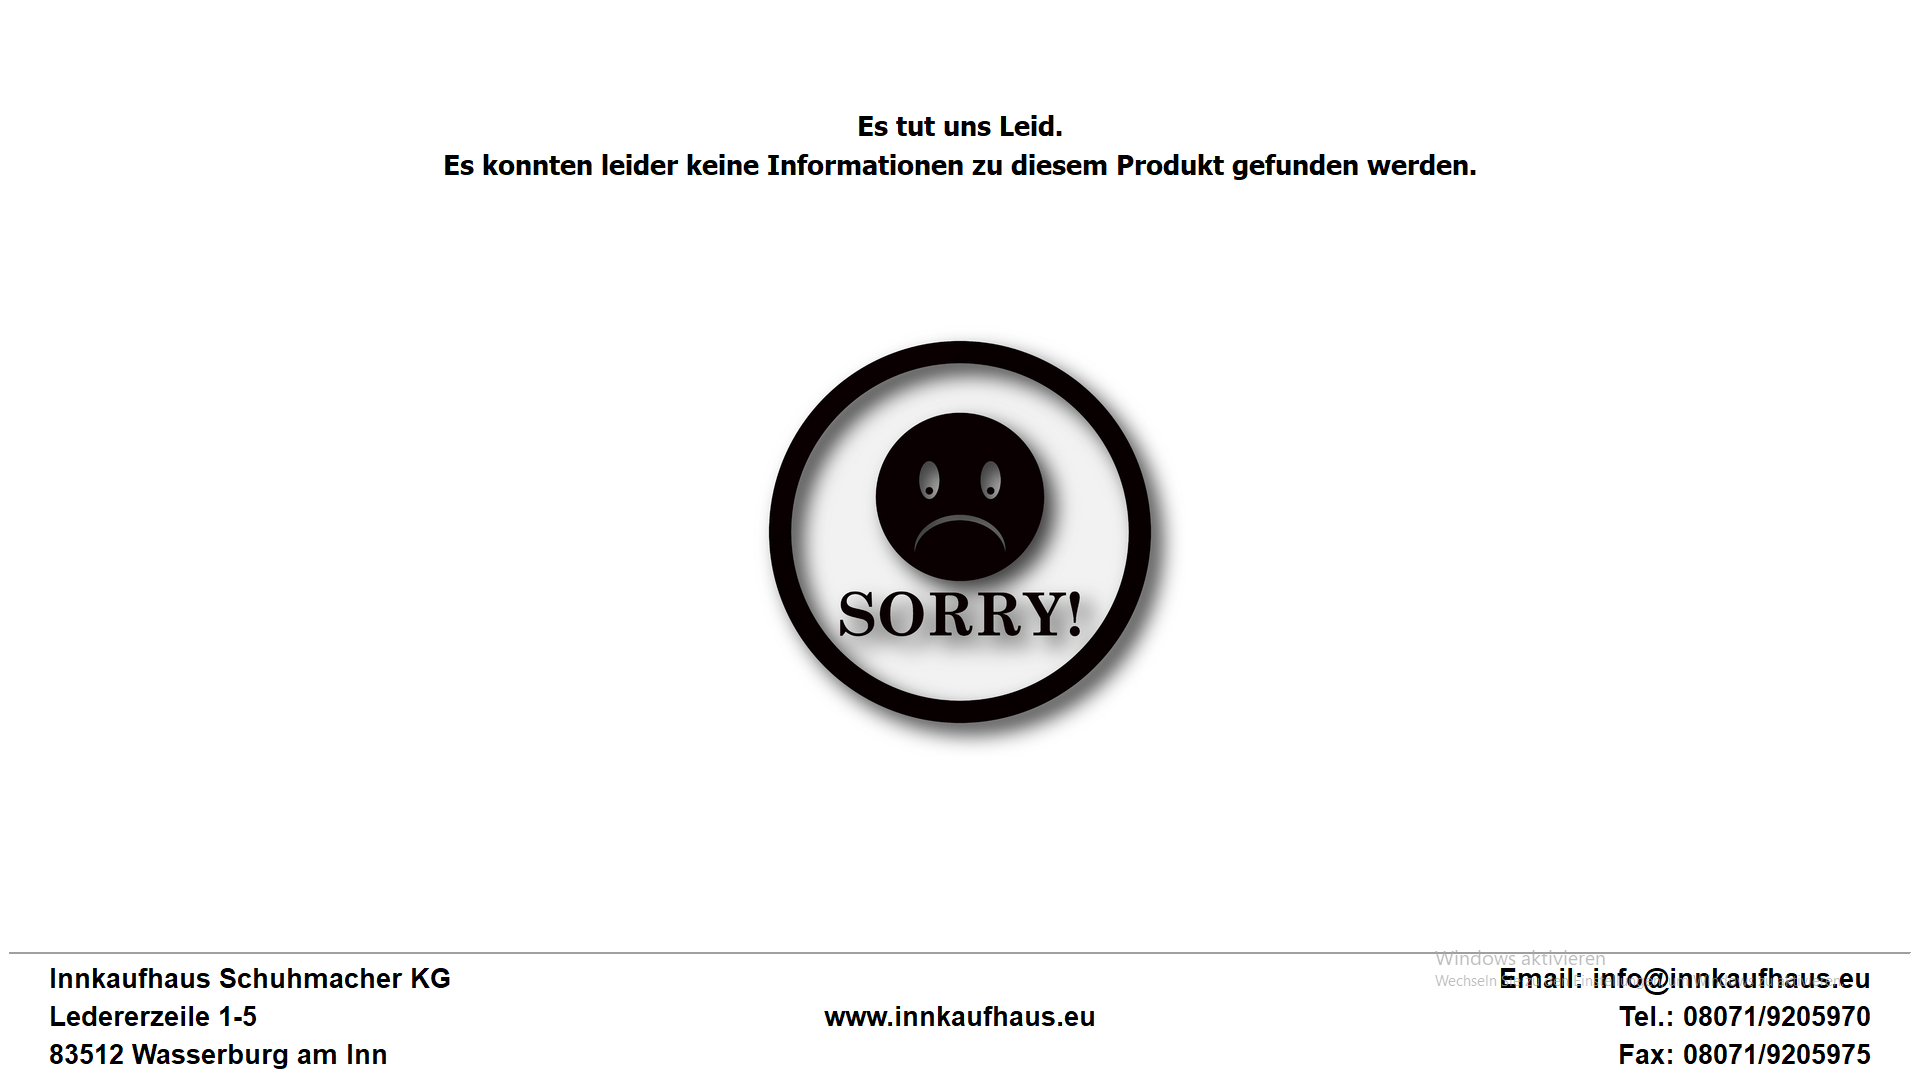 Es tut uns Leid.
Es konnten leider keine Informationen zu diesem Produkt gefunden werden.
SORRY!
Windows aktivieren
Innkaufhaus Schuhmacher KG
Ledererzeile 1-5
83512 Wasserburg am Inn
www.innkaufhaus.eu
Wechseln
Email: info@innkaufhaus.eu
Tel.: 08071/9205970
Fax: 08071/9205975